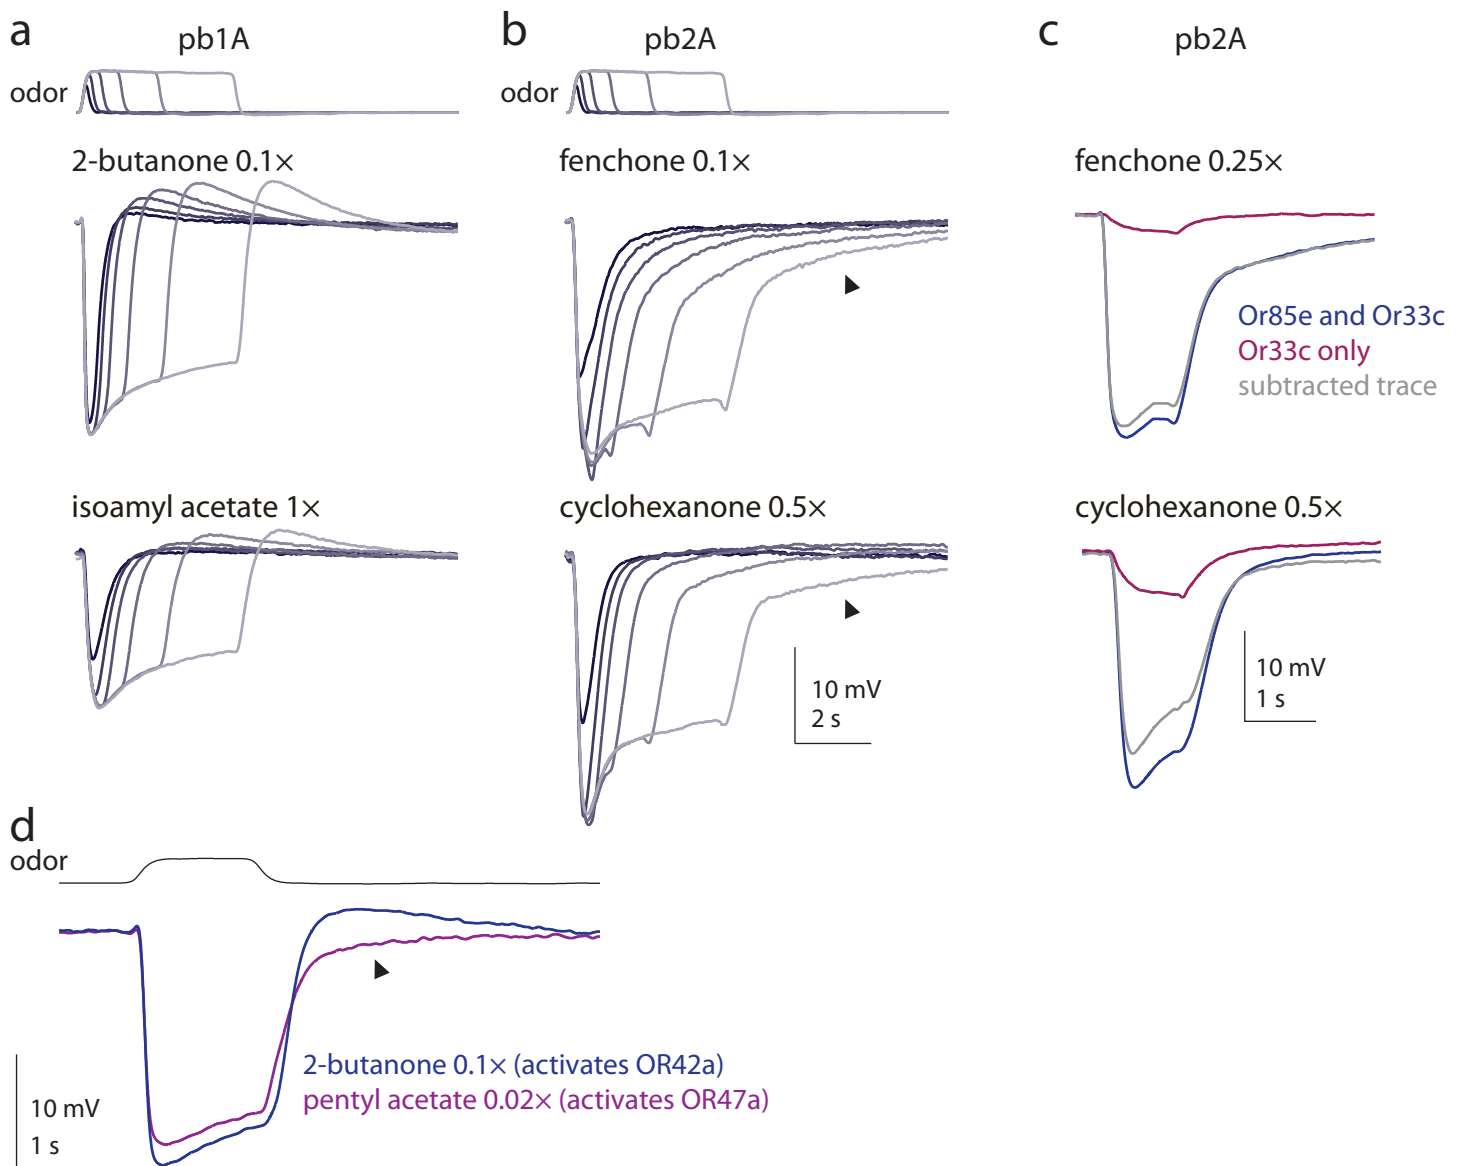 a
pb1A
odor
2-butanone 0.1×
isoamyl acetate 1×
b
pb2A
odor
fenchone 0.1×
cyclohexanone 0.5×
10 mV
2 s
c
pb2A
fenchone 0.25×
Or85e and Or33c
Or33c only
subtracted trace
cyclohexanone 0.5×
10 mV
1 s
d
odor
2-butanone 0.1× (activates OR42a)
pentyl acetate 0.02× (activates OR47a)
10 mV
1 s